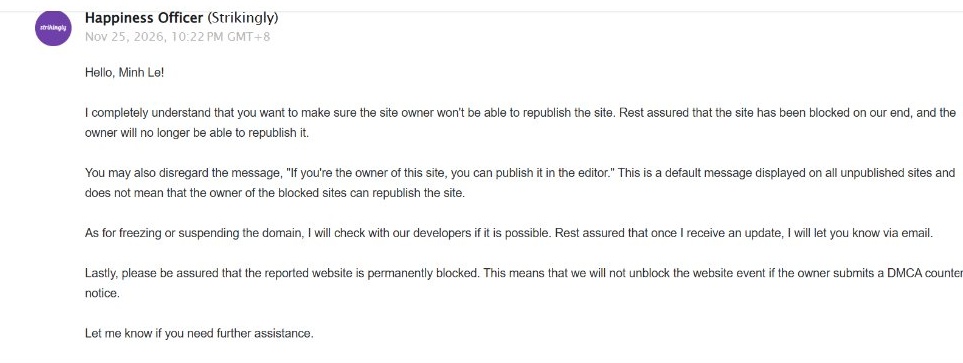 Happiness Officer (Strikingly)
strikingly
Nov 25, 2026, 10:22 PM GMT+8
Hello, Minh Le!
I completely understand that you want to make sure the site owner won't be able to republish the site. Rest assured that the site has been blocked on our end, and the
owner will no longer be able to republish it.
You may also disregard the message, "If you're the owner of this site, you can publish it in the editor." This is a default message displayed on all unpublished sites and
does not mean that the owner of the blocked sites can republish the site.
As for freezing or suspending the domain, I will check with our developers if it is possible. Rest assured that once I receive an update, I will let you know via email.
Lastly, please be assured that the reported website is permanently blocked. This means that we will not unblock the website event if the owner submits a DMCA counter
notice.
Let me know if you need further assistance.